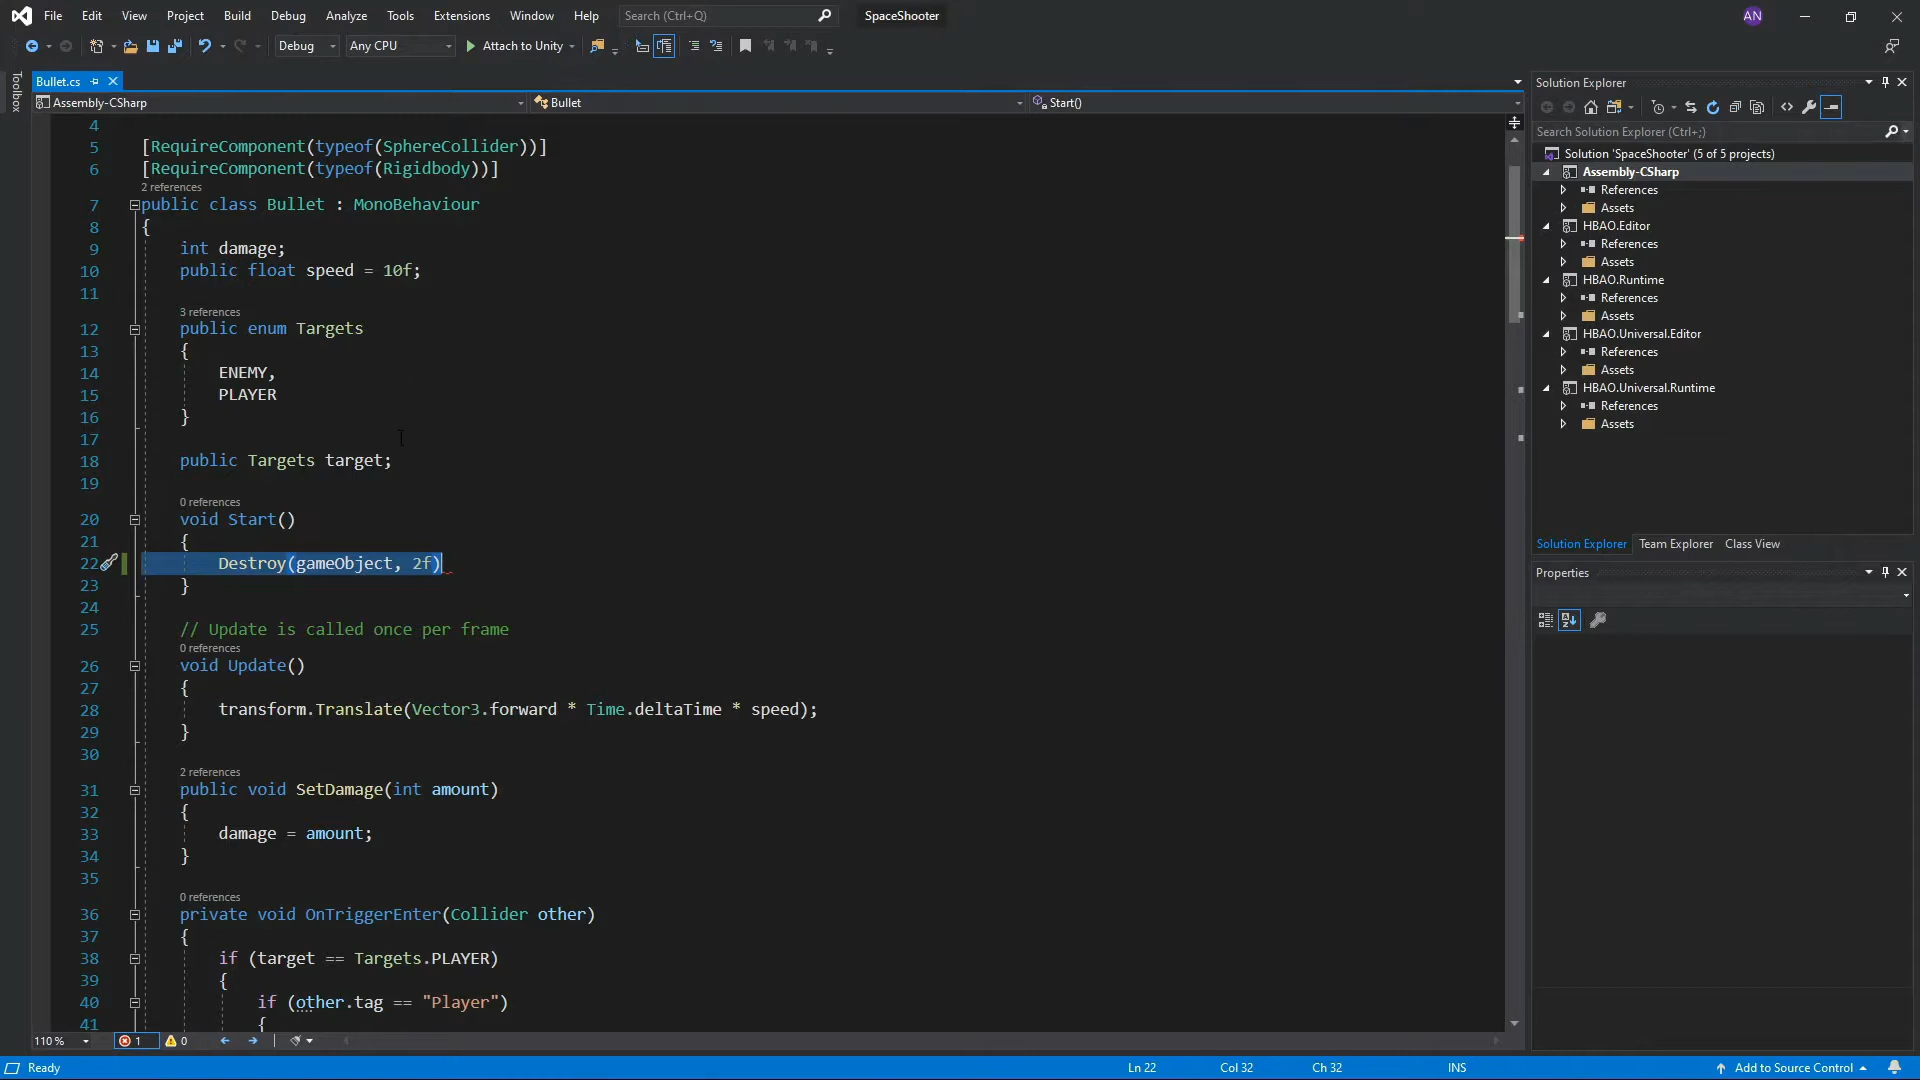 File Edit View Project Build Debug Analyze Tools Extensions Window Help Search (Ctrl+Q) SpaceShooter AN
Debug Any CPU Attach to Unity
Toolbox
Bullet.cs
Assembly-CSharp Bullet Start()
4
5 [RequireComponent(typeof(SphereCollider))]
6 [RequireComponent(typeof(Rigidbody))]
2 references
7 public class Bullet : MonoBehaviour
8 {
9 int damage;
10 public float speed = 10f;
11
3 references
12 public enum Targets
13 {
14 ENEMY,
15 PLAYER
16 }
17
18 public Targets target;
19
0 references
20 void Start()
21 {
22 Destroy(gameObject, 2f)
23 }
24
25 // Update is called once per frame
0 references
26 void Update()
27 {
28 transform.Translate(Vector3.forward * Time.deltaTime * speed);
29 }
30
2 references
31 public void SetDamage(int amount)
32 {
33 damage = amount;
34 }
35
0 references
36 private void OnTriggerEnter(Collider other)
37 {
38 if (target == Targets.PLAYER)
39 {
40 if (other.tag == "Player")
41 {
110 % 1 0
Solution Explorer
Search Solution Explorer (Ctrl+;)
Solution 'SpaceShooter' (5 of 5 projects)
Assembly-CSharp
References
Assets
HBAO.Editor
References
Assets
HBAO.Runtime
References
Assets
HBAO.Universal.Editor
References
Assets
HBAO.Universal.Runtime
References
Assets
Solution Explorer Team Explorer Class View
Properties
Ready Ln 22 Col 32 Ch 32 INS Add to Source Control